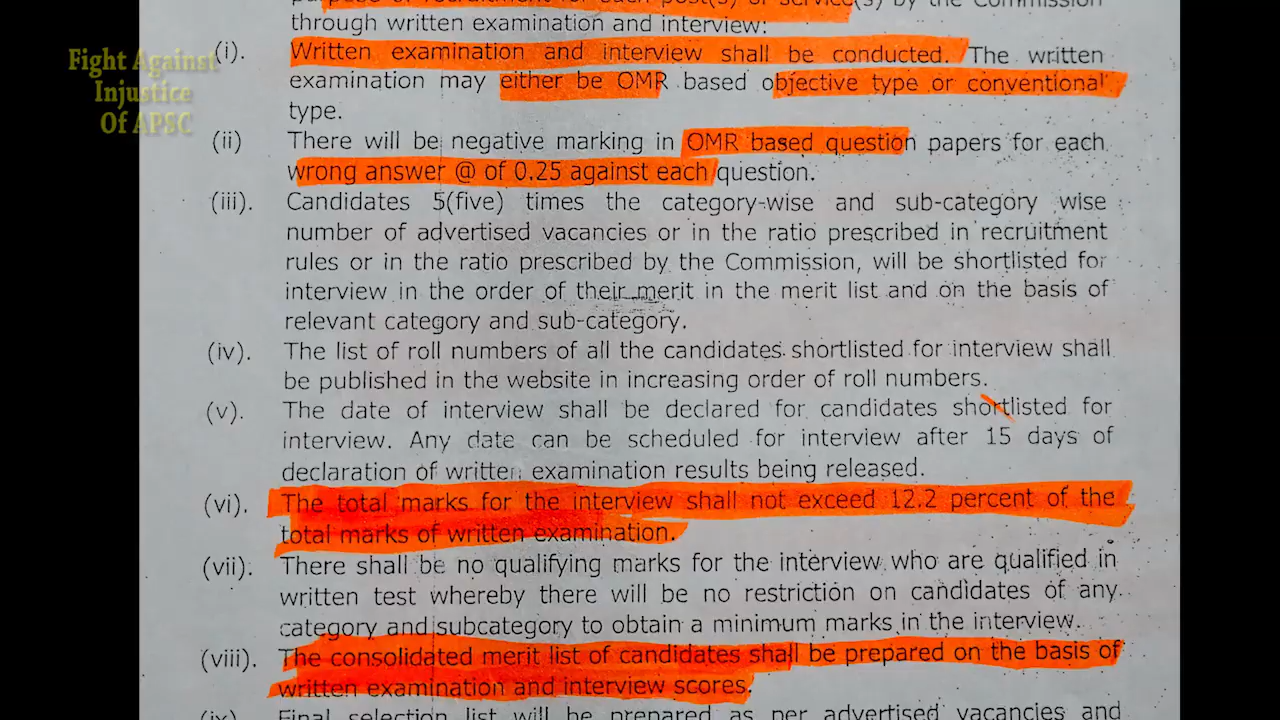 purpose of recruitment for each post(s) or service(s) by the Commission
through written examination and interview:
(i). Written examination and interview shall be conducted. The written
examination may either be OMR based objective type or conventional
type.
(ii) There will be negative marking in OMR based question papers for each
wrong answer @ of 0.25 against each question.
(iii). Candidates 5(five) times the category-wise and sub-category wise
number of advertised vacancies or in the ratio prescribed in recruitment
rules or in the ratio prescribed by the Commission, will be shortlisted for
interview in the order of their merit in the merit list and on the basis of
relevant category and sub-category.
(iv). The list of roll numbers of all the candidates shortlisted for interview shall
be published in the website in increasing order of roll numbers.
(v). The date of interview shall be declared for candidates shortlisted for
interview. Any date can be scheduled for interview after 15 days of
declaration of written examination results being released.
(vi). The total marks for the interview shall not exceed 12.2 percent of the
total marks of written examination.
(vii). There shall be no qualifying marks for the interview who are qualified in
written test whereby there will be no restriction on candidates of any
category and subcategory to obtain a minimum marks in the interview.
(viii). The consolidated merit list of candidates shall be prepared on the basis of
written examination and interview scores.
(ix) Final selection list will be prepared as per advertised vacancies and
Fight Against
Injustice
Of APSC